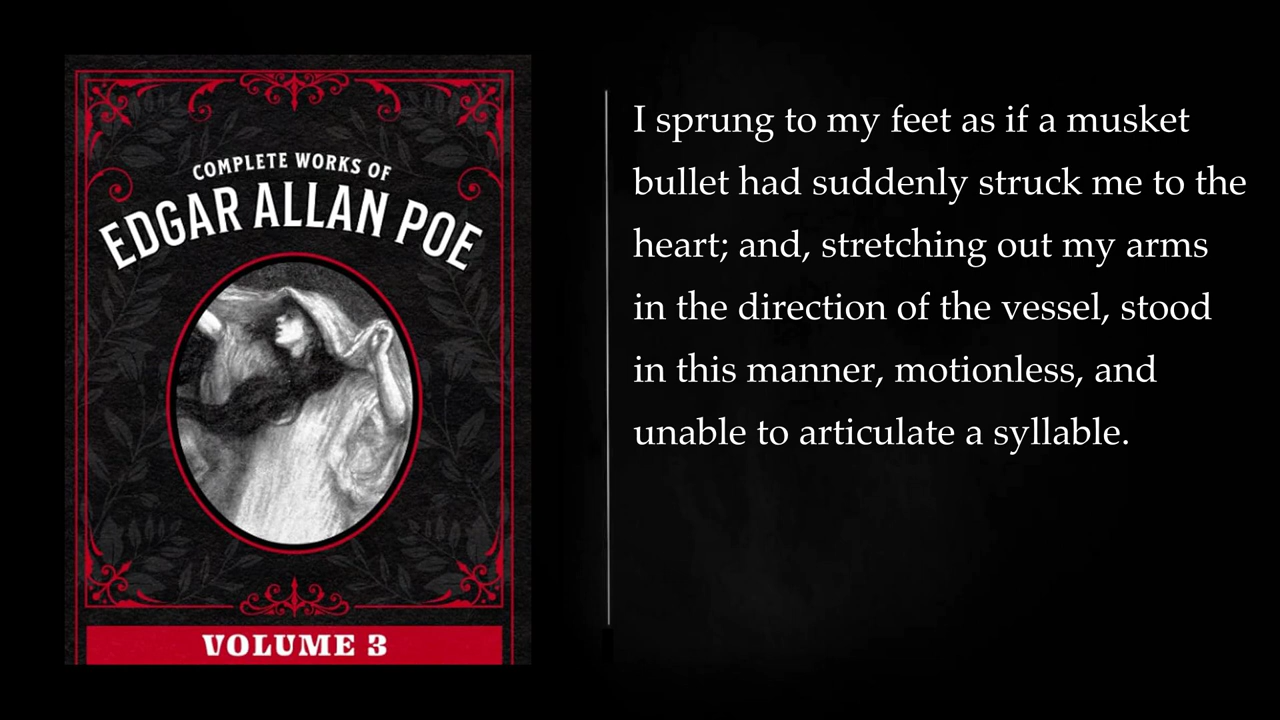 COMPLETE WORKS OF
EDGAR ALLAN POE
VOLUME 3
I sprung to my feet as if a musket
bullet had suddenly struck me to the
heart; and, stretching out my arms
in the direction of the vessel, stood
in this manner, motionless, and
unable to articulate a syllable.